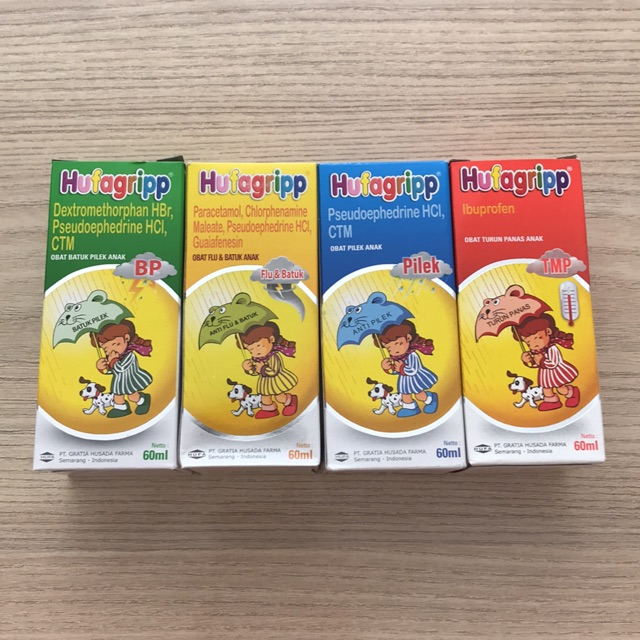 Hufagripp
Dextromethorphan HBr,
Pseudoephedrine HCl,
CTM
OBAT BATUK PILEK ANAK
BP
BATUK PILEK
PT. GRATIA HUSADA FARMA
Semarang - Indonesia
Netto :
60ml
Hufagripp
Paracetamol, Chlorphenamine
Maleate, Pseudoephedrine HCl,
Guaiafenesin
OBAT FLU & BATUK ANAK
Flu & Batuk
ANTI FLU & BATUK
PT. GRATIA HUSADA FARMA
Semarang - Indonesia
Netto :
60ml
Hufagripp
Pseudoephedrine HCl,
CTM
OBAT PILEK ANAK
Pilek
ANTI PILEK
PT. GRATIA HUSADA FARMA
Semarang - Indonesia
Netto :
60ml
Hufagripp
Ibuprofen
OBAT TURUN PANAS ANAK
TMP
TURUN PANAS
PT. GRATIA HUSADA FARMA
Semarang - Indonesia
Netto :
60ml